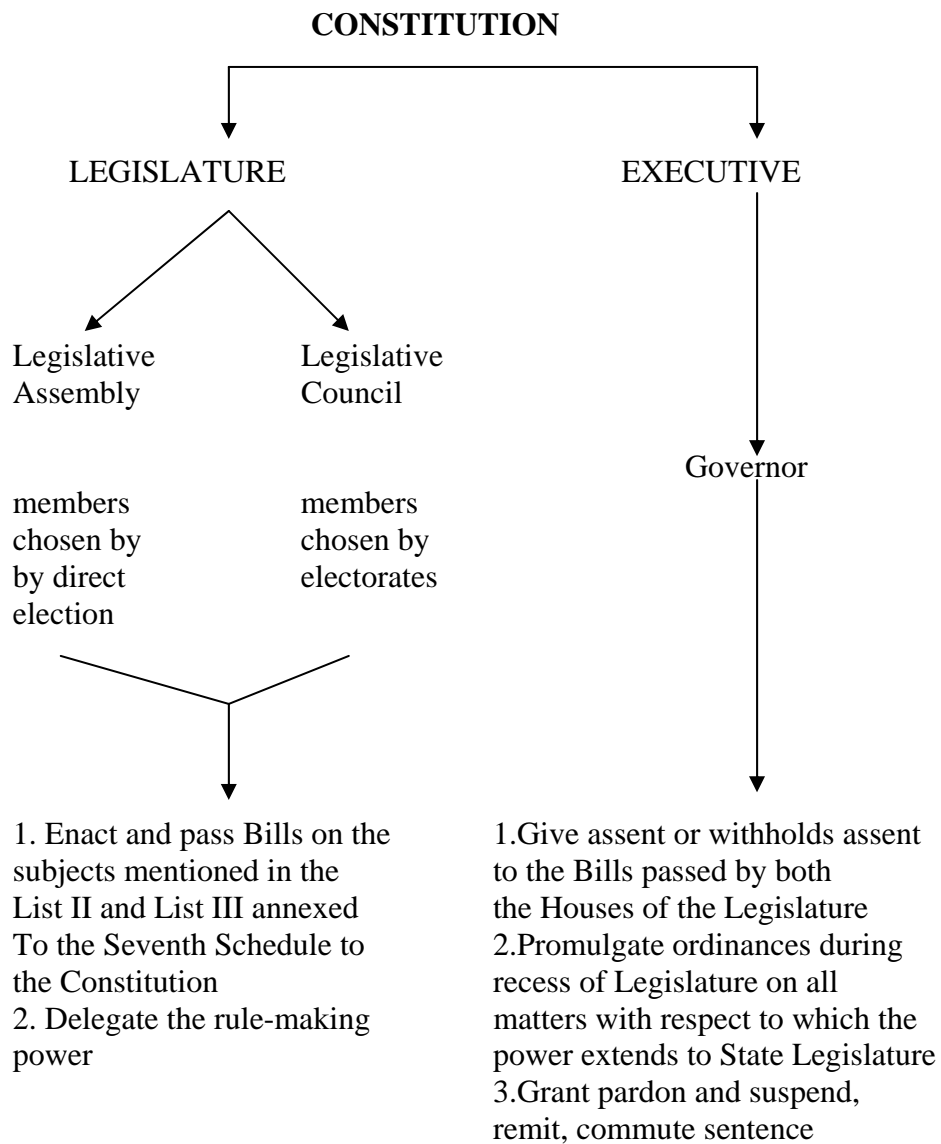 CONSTITUTION
LEGISLATURE
EXECUTIVE
Legislative
Assembly
Legislative
Council
Governor
members
chosen by
by direct
election
members
chosen by
electorates
1. Enact and pass Bills on the
subjects mentioned in the
List II and List III annexed
To the Seventh Schedule to
the Constitution
2. Delegate the rule-making
power
1.Give assent or withholds assent
to the Bills passed by both
the Houses of the Legislature
2.Promulgate ordinances during
recess of Legislature on all
matters with respect to which the
power extends to State Legislature
3.Grant pardon and suspend,
remit, commute sentence